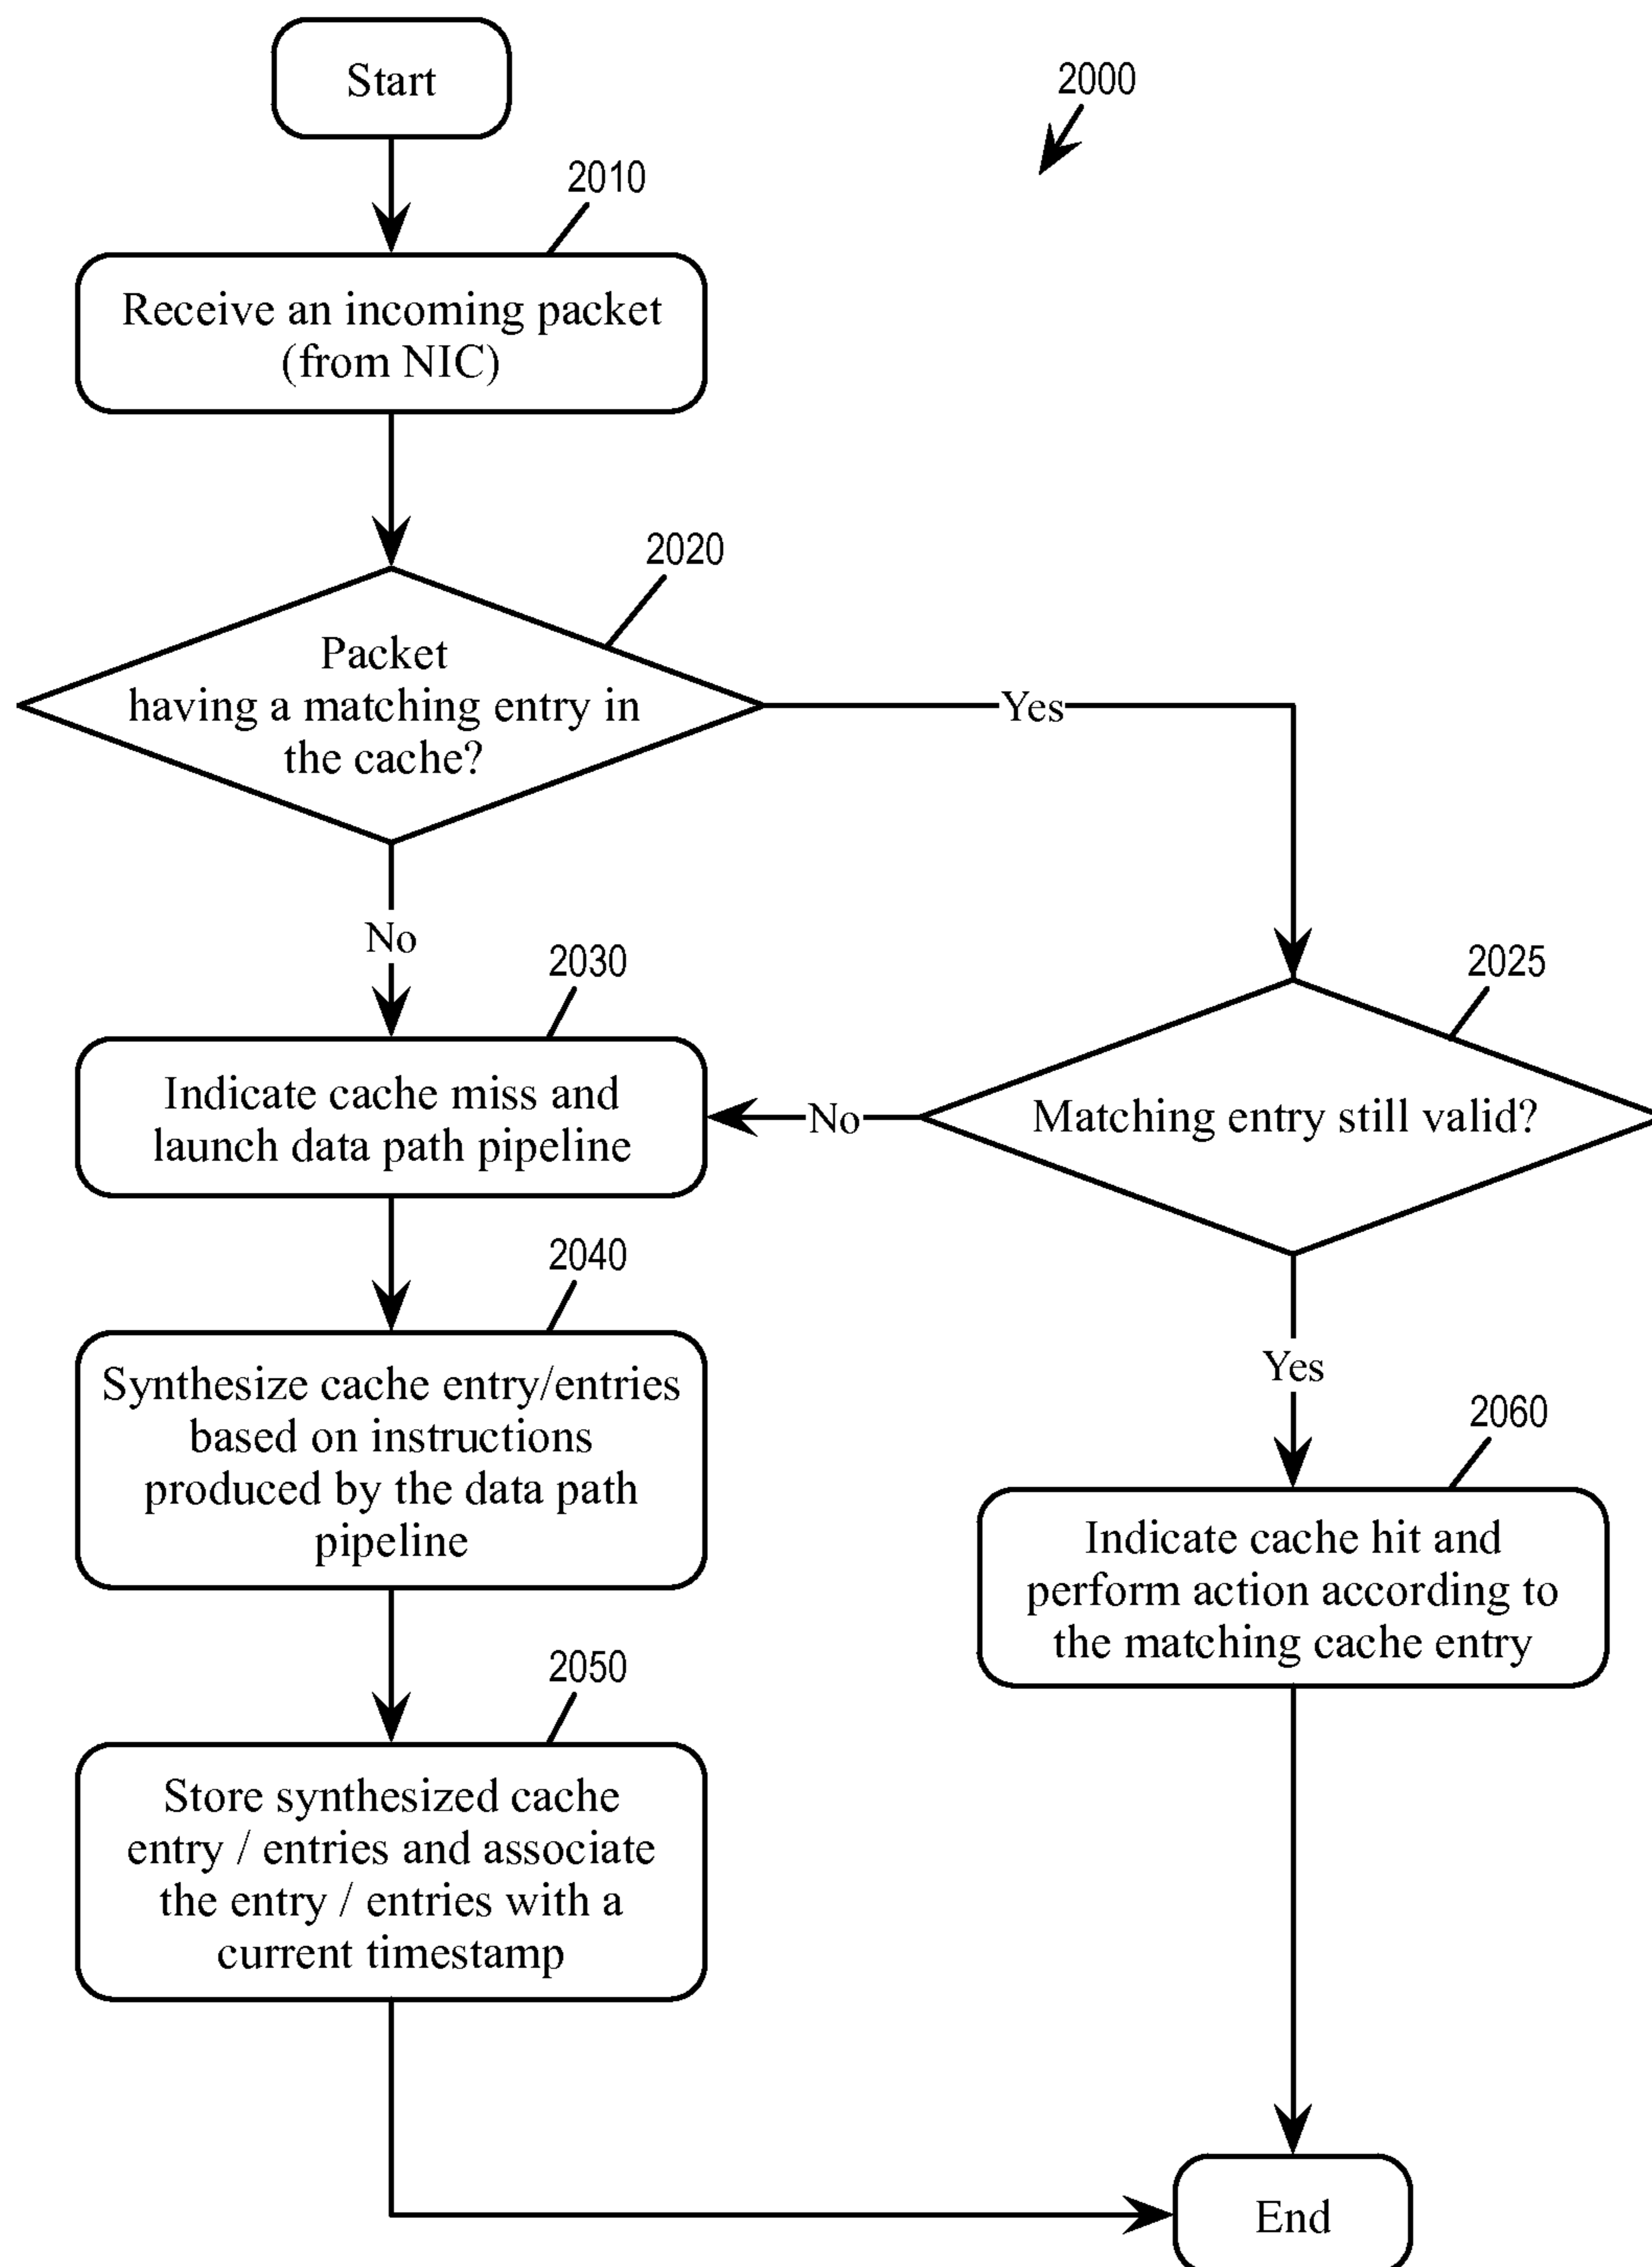 Start
2000
2010
Receive an incoming packet
(from NIC)
2020
Packet
having a matching entry in
the cache?
Yes
No
2025
Matching entry still valid?
No
2030
Indicate cache miss and
launch data path pipeline
2040
Synthesize cache entry/entries
based on instructions
produced by the data path
pipeline
Yes
2060
Indicate cache hit and
perform action according to
the matching cache entry
2050
Store synthesized cache
entry / entries and associate
the entry / entries with a
current timestamp
End